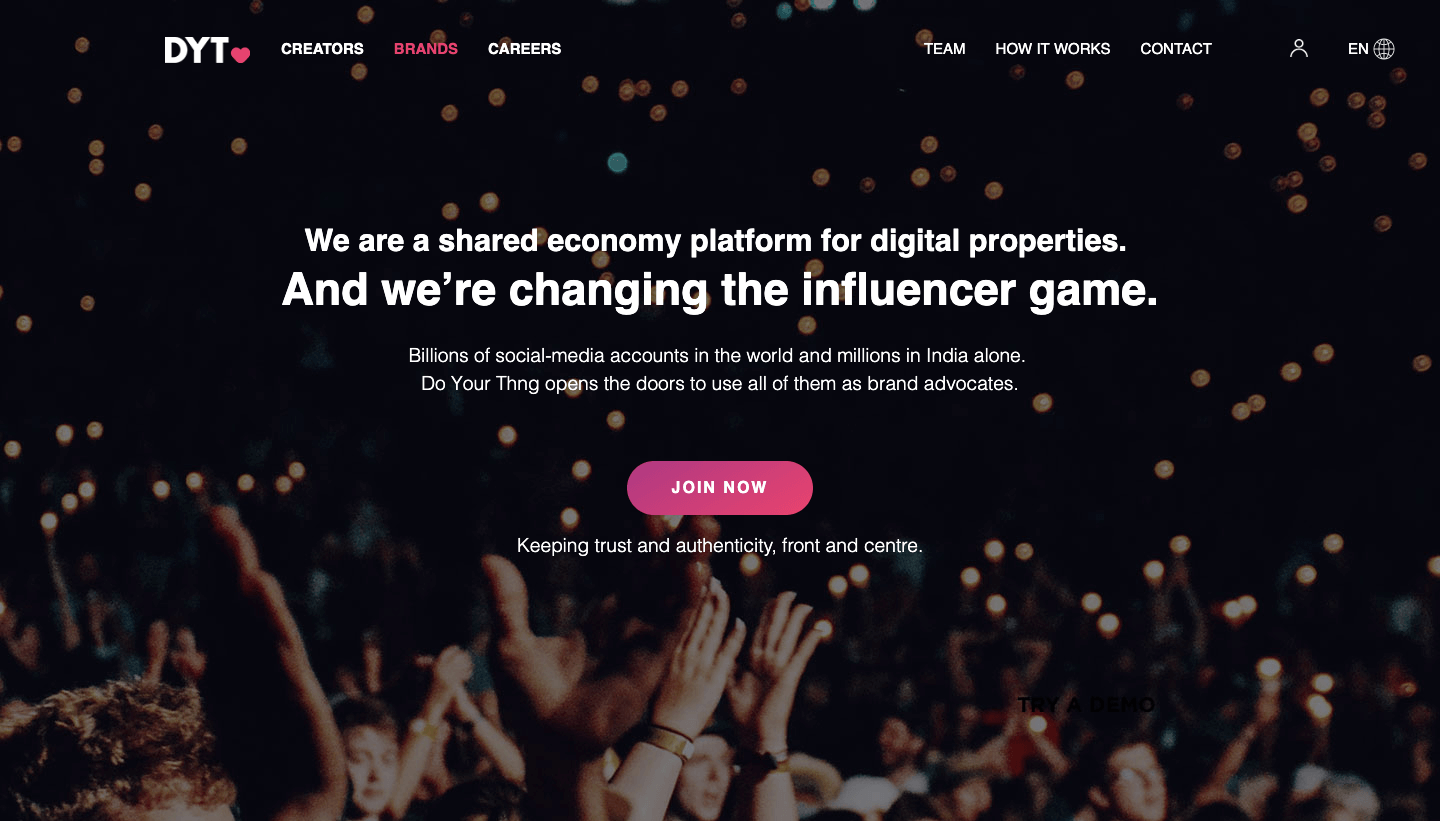 DYT
CREATORS
BRANDS
CAREERS
TEAM
HOW IT WORKS
CONTACT
EN
We are a shared economy platform for digital properties.
And we’re changing the influencer game.
Billions of social-media accounts in the world and millions in India alone.
Do Your Thng opens the doors to use all of them as brand advocates.
JOIN NOW
Keeping trust and authenticity, front and centre.
TRY A DEMO